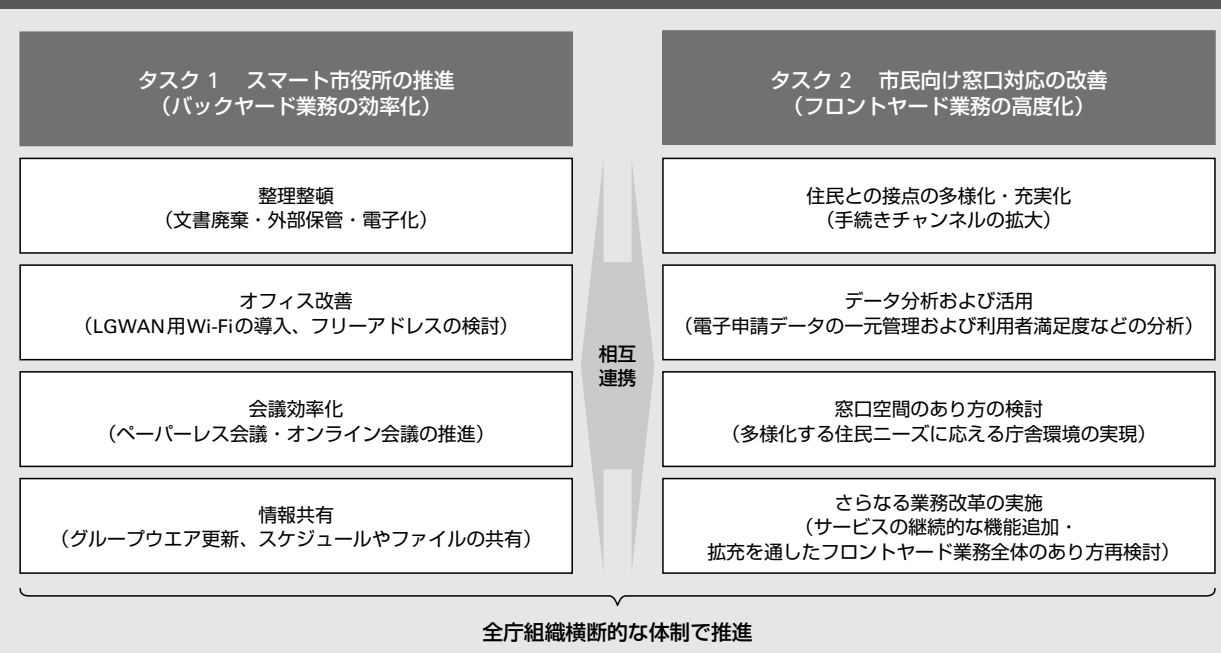 タスク 1　スマート市役所の推進
（バックヤード業務の効率化）
整理整頓
（文書廃棄・外部保管・電子化）
オフィス改善
（LGWAN用Wi-Fiの導入、フリーアドレスの検討）
会議効率化
（ペーパーレス会議・オンライン会議の推進）
情報共有
（グループウエア更新、スケジュールやファイルの共有）
相互
連携
タスク 2　市民向け窓口対応の改善
（フロントヤード業務の高度化）
住民との接点の多様化・充実化
（手続きチャンネルの拡大）
データ分析および活用
（電子申請データの一元管理および利用者満足度などの分析）
窓口空間のあり方の検討
（多様化する住民ニーズに応える庁舎環境の実現）
さらなる業務改革の実施
（サービスの継続的な機能追加・
拡充を通したフロントヤード業務全体のあり方再検討）
全庁組織横断的な体制で推進